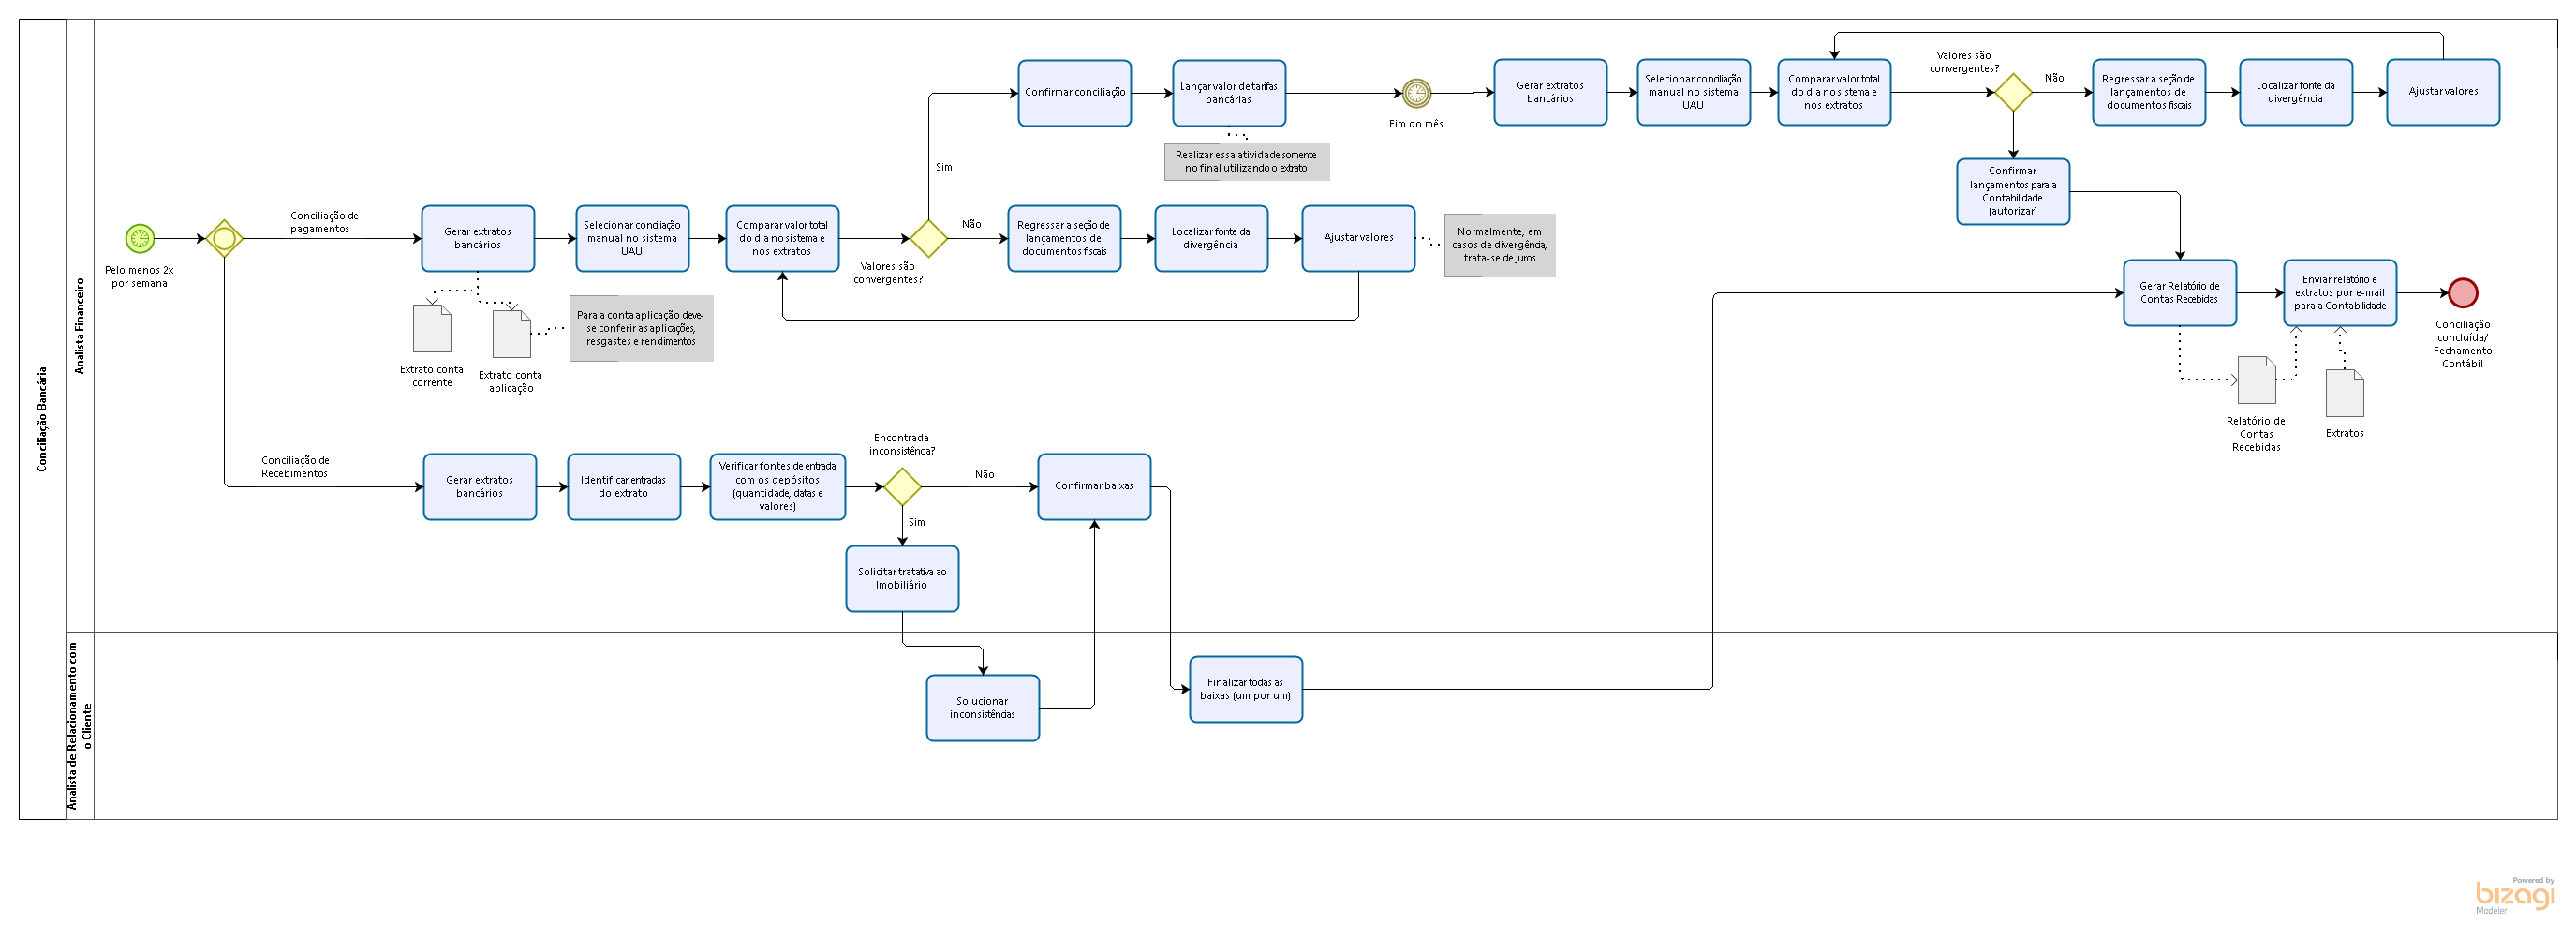 Conciliação Bancária
Analista Financeiro
Analista de Relacionamento com
o Cliente
Pelo menos 2x
por semana
Conciliação de
pagamentos
Gerar extratos
bancários
Selecionar conciliação
manual no sistema
UAU
Comparar valor total
do dia no sistema e
nos extratos
Valores são
convergentes?
Sim
Não
Confirmar conciliação
Lançar valor de tarifas
bancárias
Realizar essa atividade somente
no final utilizando o extrato
Fim do mês
Gerar extratos
bancários
Selecionar conciliação
manual no sistema
UAU
Comparar valor total
do dia no sistema e
nos extratos
Valores são
convergentes?
Não
Regressar a seção de
lançamentos de
documentos fiscais
Localizar fonte da
divergência
Ajustar valores
Confirmar
lançamentos para a
Contabilidade
(autorizar)
Regressar a seção de
lançamentos de
documentos fiscais
Localizar fonte da
divergência
Ajustar valores
Normalmente, em
casos de divergência,
trata-se de juros
Extrato conta
corrente
Extrato conta
aplicação
Para a conta aplicação deve-
se conferir as aplicações,
resgastes e rendimentos
Gerar Relatório de
Contas Recebidas
Enviar relatório e
extratos por e-mail
para a Contabilidade
Conciliação
concluída/
Fechamento
Contábil
Relatório de
Contas
Recebidas
Extratos
Conciliação de
Recebimentos
Gerar extratos
bancários
Identificar entradas
do extrato
Verificar fontes de entrada
com os depósitos
(quantidade, datas e
valores)
Encontrada
inconsistência?
Não
Sim
Confirmar baixas
Solicitar tratativa ao
Imobiliário
Solucionar
inconsistências
Finalizar todas as
baixas (um por um)
Powered by
bizagi
Modeler